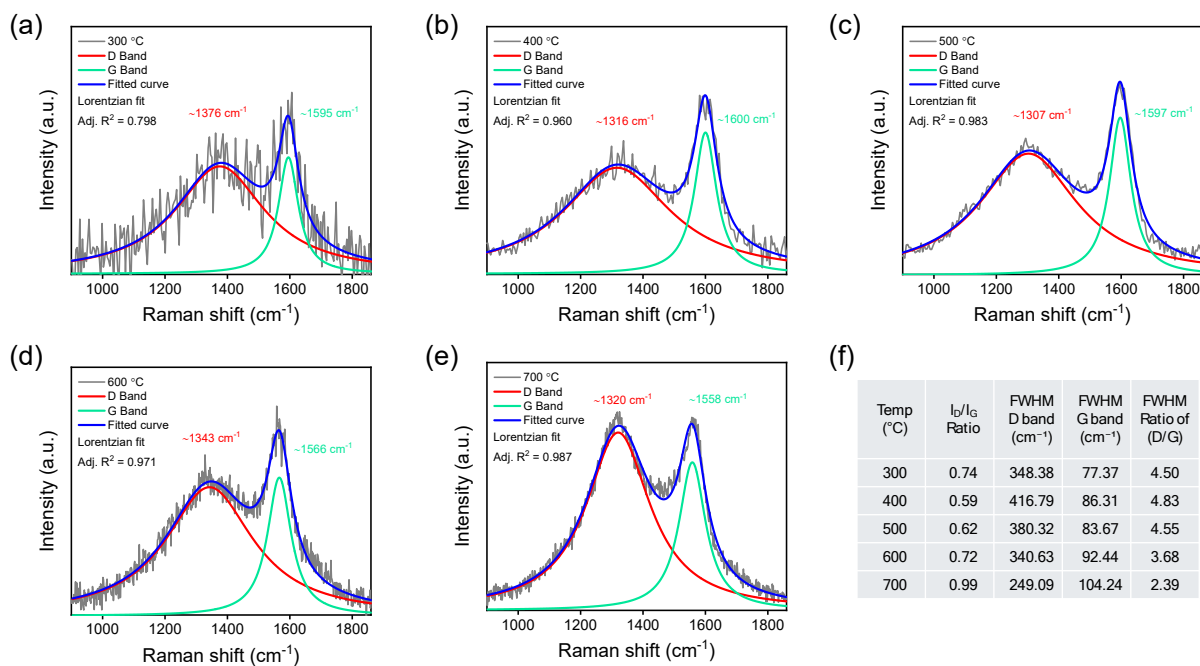 (a)
300 °C
D Band
G Band
Fitted curve
Lorentzian fit
Adj. R² = 0.798
~1376 cm⁻¹
~1595 cm⁻¹
Intensity (a.u.)
1000 1200 1400 1600 1800
Raman shift (cm⁻¹)
(b)
400 °C
D Band
G Band
Fitted curve
Lorentzian fit
Adj. R² = 0.960
~1316 cm⁻¹
~1600 cm⁻¹
Intensity (a.u.)
1000 1200 1400 1600 1800
Raman shift (cm⁻¹)
(c)
500 °C
D Band
G Band
Fitted curve
Lorentzian fit
Adj. R² = 0.983
~1307 cm⁻¹
~1597 cm⁻¹
Intensity (a.u.)
1000 1200 1400 1600 1800
Raman shift (cm⁻¹)
(d)
600 °C
D Band
G Band
Fitted curve
Lorentzian fit
Adj. R² = 0.971
~1343 cm⁻¹
~1566 cm⁻¹
Intensity (a.u.)
1000 1200 1400 1600 1800
Raman shift (cm⁻¹)
(e)
700 °C
D Band
G Band
Fitted curve
Lorentzian fit
Adj. R² = 0.987
~1320 cm⁻¹
~1558 cm⁻¹
Intensity (a.u.)
1000 1200 1400 1600 1800
Raman shift (cm⁻¹)
(f)
Temp (°C) I_D/I_G Ratio FWHM D band (cm⁻¹) FWHM G band (cm⁻¹) FWHM Ratio of (D/G)
300 0.74 348.38 77.37 4.50
400 0.59 416.79 86.31 4.83
500 0.62 380.32 83.67 4.55
600 0.72 340.63 92.44 3.68
700 0.99 249.09 104.24 2.39